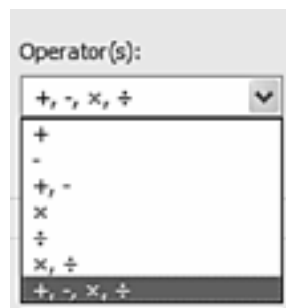 Operator(s):
+, -, ×, ÷
+
-
+, -
×
÷
×, ÷
+, -, ×, ÷